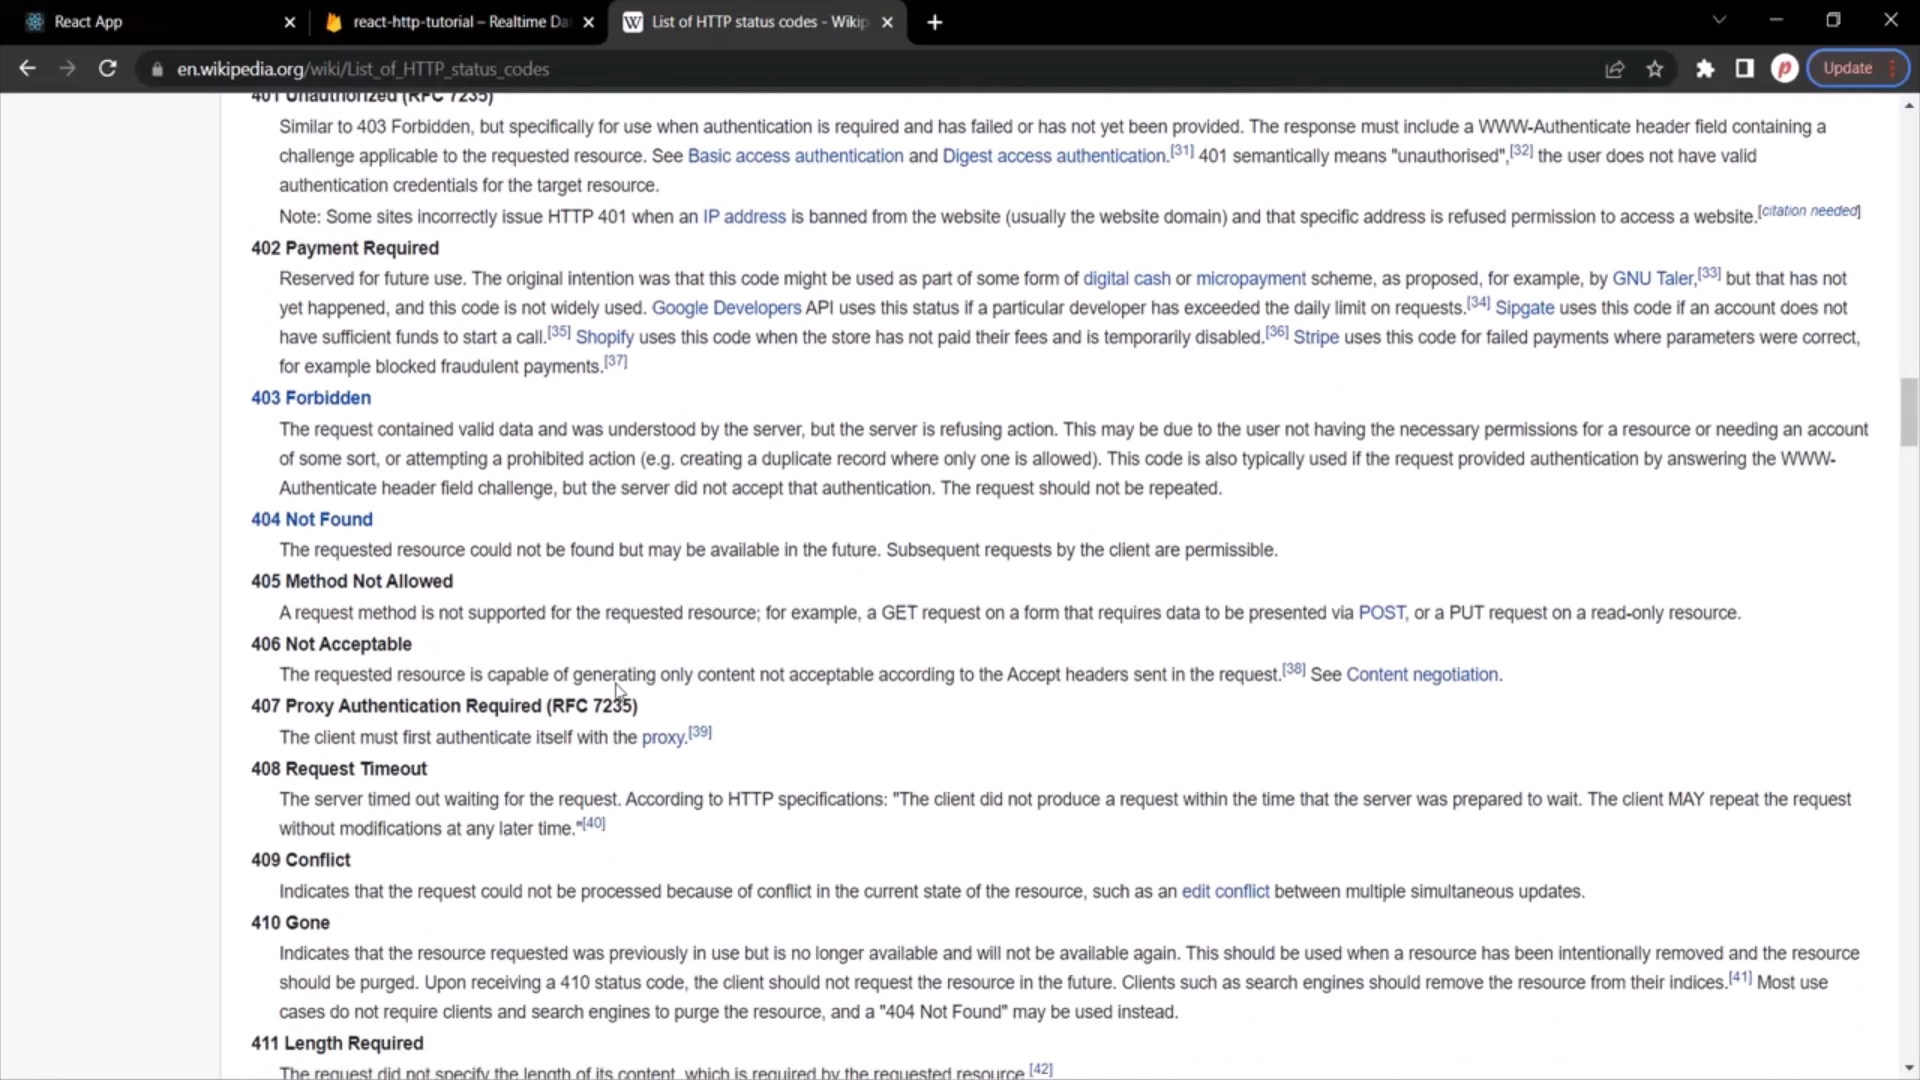 React App
react-http-tutorial – Realtime Da
List of HTTP status codes - Wikip
en.wikipedia.org/wiki/List_of_HTTP_status_codes
Update
401 Unauthorized (RFC 7235)
Similar to 403 Forbidden, but specifically for use when authentication is required and has failed or has not yet been provided. The response must include a WWW-Authenticate header field containing a
challenge applicable to the requested resource. See Basic access authentication and Digest access authentication.[31] 401 semantically means "unauthorised",[32] the user does not have valid
authentication credentials for the target resource.
Note: Some sites incorrectly issue HTTP 401 when an IP address is banned from the website (usually the website domain) and that specific address is refused permission to access a website.[citation needed]
402 Payment Required
Reserved for future use. The original intention was that this code might be used as part of some form of digital cash or micropayment scheme, as proposed, for example, by GNU Taler,[33] but that has not
yet happened, and this code is not widely used. Google Developers API uses this status if a particular developer has exceeded the daily limit on requests.[34] Sipgate uses this code if an account does not
have sufficient funds to start a call.[35] Shopify uses this code when the store has not paid their fees and is temporarily disabled.[36] Stripe uses this code for failed payments where parameters were correct,
for example blocked fraudulent payments.[37]
403 Forbidden
The request contained valid data and was understood by the server, but the server is refusing action. This may be due to the user not having the necessary permissions for a resource or needing an account
of some sort, or attempting a prohibited action (e.g. creating a duplicate record where only one is allowed). This code is also typically used if the request provided authentication by answering the WWW-
Authenticate header field challenge, but the server did not accept that authentication. The request should not be repeated.
404 Not Found
The requested resource could not be found but may be available in the future. Subsequent requests by the client are permissible.
405 Method Not Allowed
A request method is not supported for the requested resource; for example, a GET request on a form that requires data to be presented via POST, or a PUT request on a read-only resource.
406 Not Acceptable
The requested resource is capable of generating only content not acceptable according to the Accept headers sent in the request.[38] See Content negotiation.
407 Proxy Authentication Required (RFC 7235)
The client must first authenticate itself with the proxy.[39]
408 Request Timeout
The server timed out waiting for the request. According to HTTP specifications: "The client did not produce a request within the time that the server was prepared to wait. The client MAY repeat the request
without modifications at any later time."[40]
409 Conflict
Indicates that the request could not be processed because of conflict in the current state of the resource, such as an edit conflict between multiple simultaneous updates.
410 Gone
Indicates that the resource requested was previously in use but is no longer available and will not be available again. This should be used when a resource has been intentionally removed and the resource
should be purged. Upon receiving a 410 status code, the client should not request the resource in the future. Clients such as search engines should remove the resource from their indices.[41] Most use
cases do not require clients and search engines to purge the resource, and a "404 Not Found" may be used instead.
411 Length Required
The request did not specify the length of its content, which is required by the requested resource.[42]